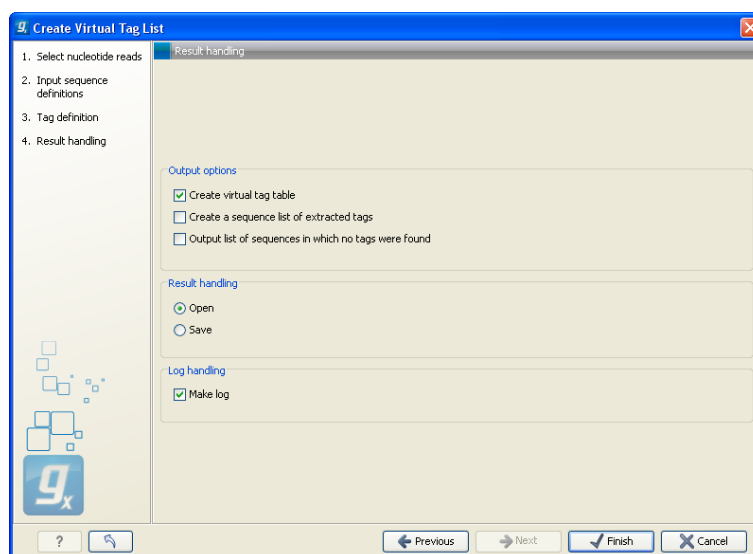 Create Virtual Tag List
1. Select nucleotide reads
2. Input sequence
definitions
3. Tag definition
4. Result handling
Result handling
Output options
Create virtual tag table
Create a sequence list of extracted tags
Output list of sequences in which no tags were found
Result handling
Open
Save
Log handling
Make log
gx
?
Previous
Next
Finish
Cancel